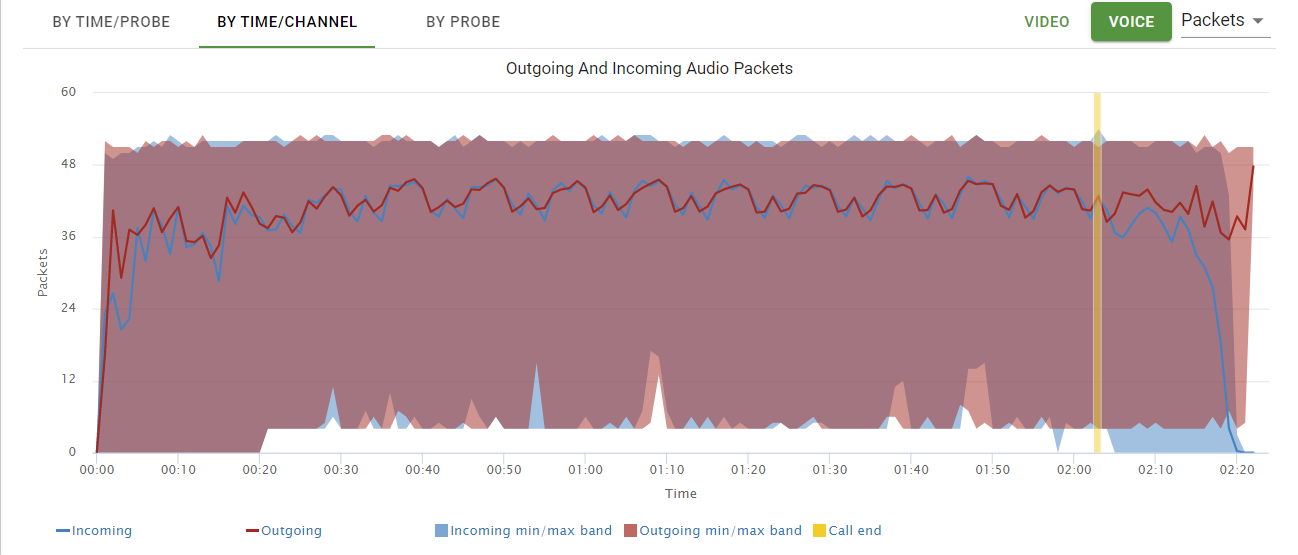 BY TIME/PROBE BY TIME/CHANNEL BY PROBE VIDEO VOICE Packets
Outgoing And Incoming Audio Packets
60
48
36
24
12
0
Packets
00:00 00:10 00:20 00:30 00:40 00:50 01:00 01:10 01:20 01:30 01:40 01:50 02:00 02:10 02:20
Time
Incoming Outgoing Incoming min/max band Outgoing min/max band Call end